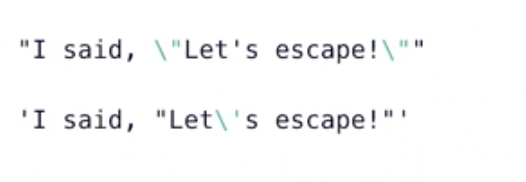 "I said, \"Let's escape!\""
'I said, "Let\'s escape!"'